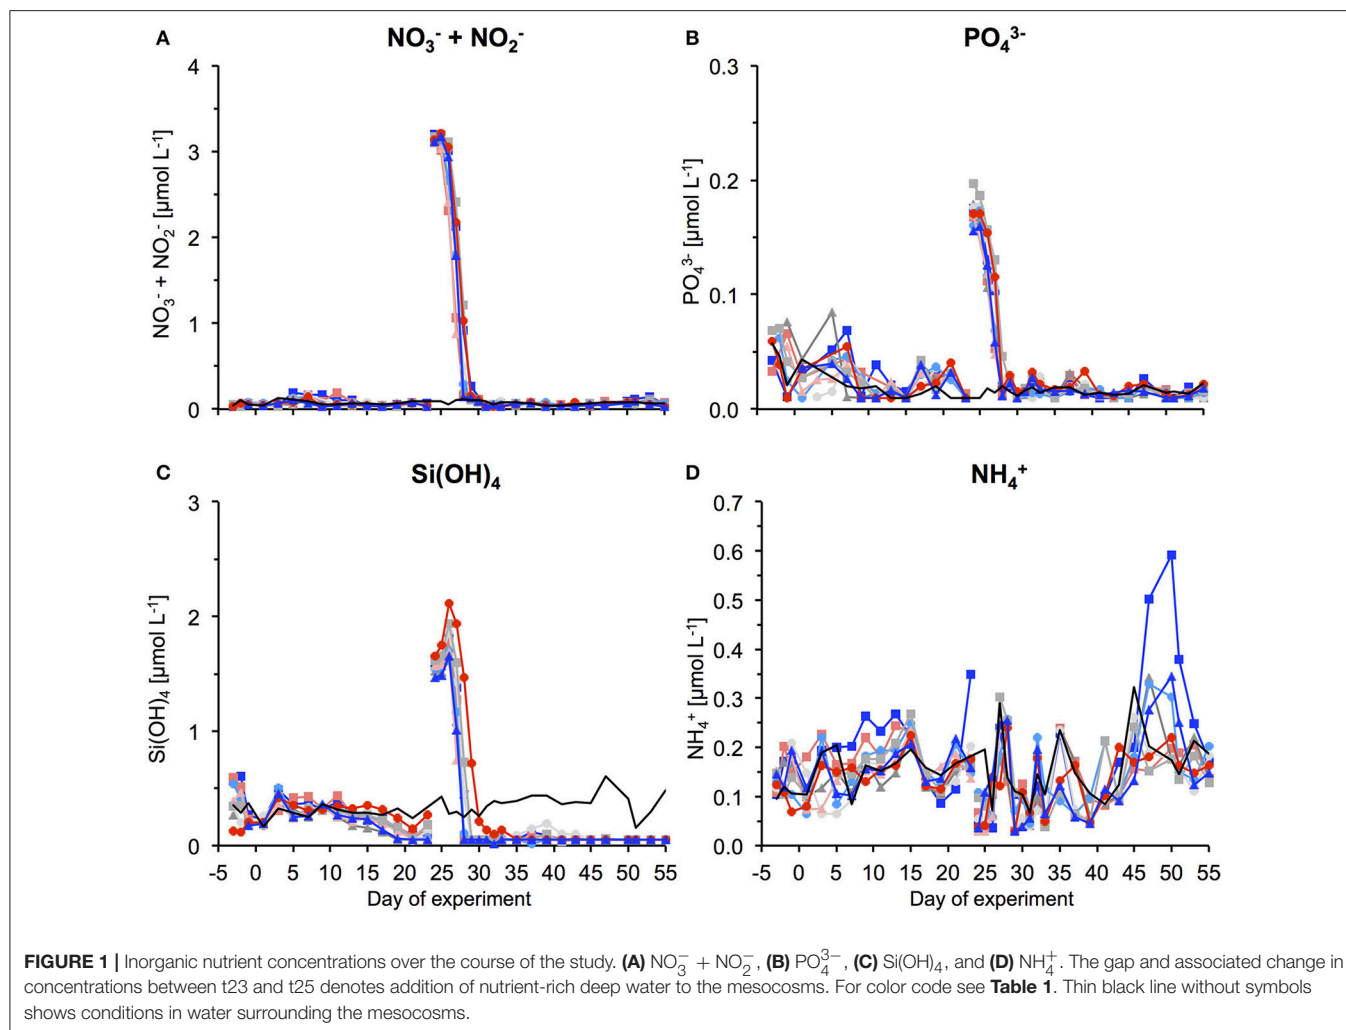 A
NO₃⁻ + NO₂⁻
4
3
2
1
0
NO₃⁻ + NO₂⁻ [µmol L⁻¹]
B
PO₄³⁻
0.3
0.2
0.1
0.0
PO₄³⁻ [µmol L⁻¹]
C
Si(OH)₄
3
2
1
0
Si(OH)₄ [µmol L⁻¹]
-5 0 5 10 15 20 25 30 35 40 45 50 55
Day of experiment
D
NH₄⁺
0.7
0.6
0.5
0.4
0.3
0.2
0.1
0.0
NH₄⁺ [µmol L⁻¹]
-5 0 5 10 15 20 25 30 35 40 45 50 55
Day of experiment
FIGURE 1 | Inorganic nutrient concentrations over the course of the study. (A) NO₃⁻ + NO₂⁻, (B) PO₄³⁻, (C) Si(OH)₄, and (D) NH₄⁺. The gap and associated change in
concentrations between t23 and t25 denotes addition of nutrient-rich deep water to the mesocosms. For color code see Table 1. Thin black line without symbols
shows conditions in water surrounding the mesocosms.